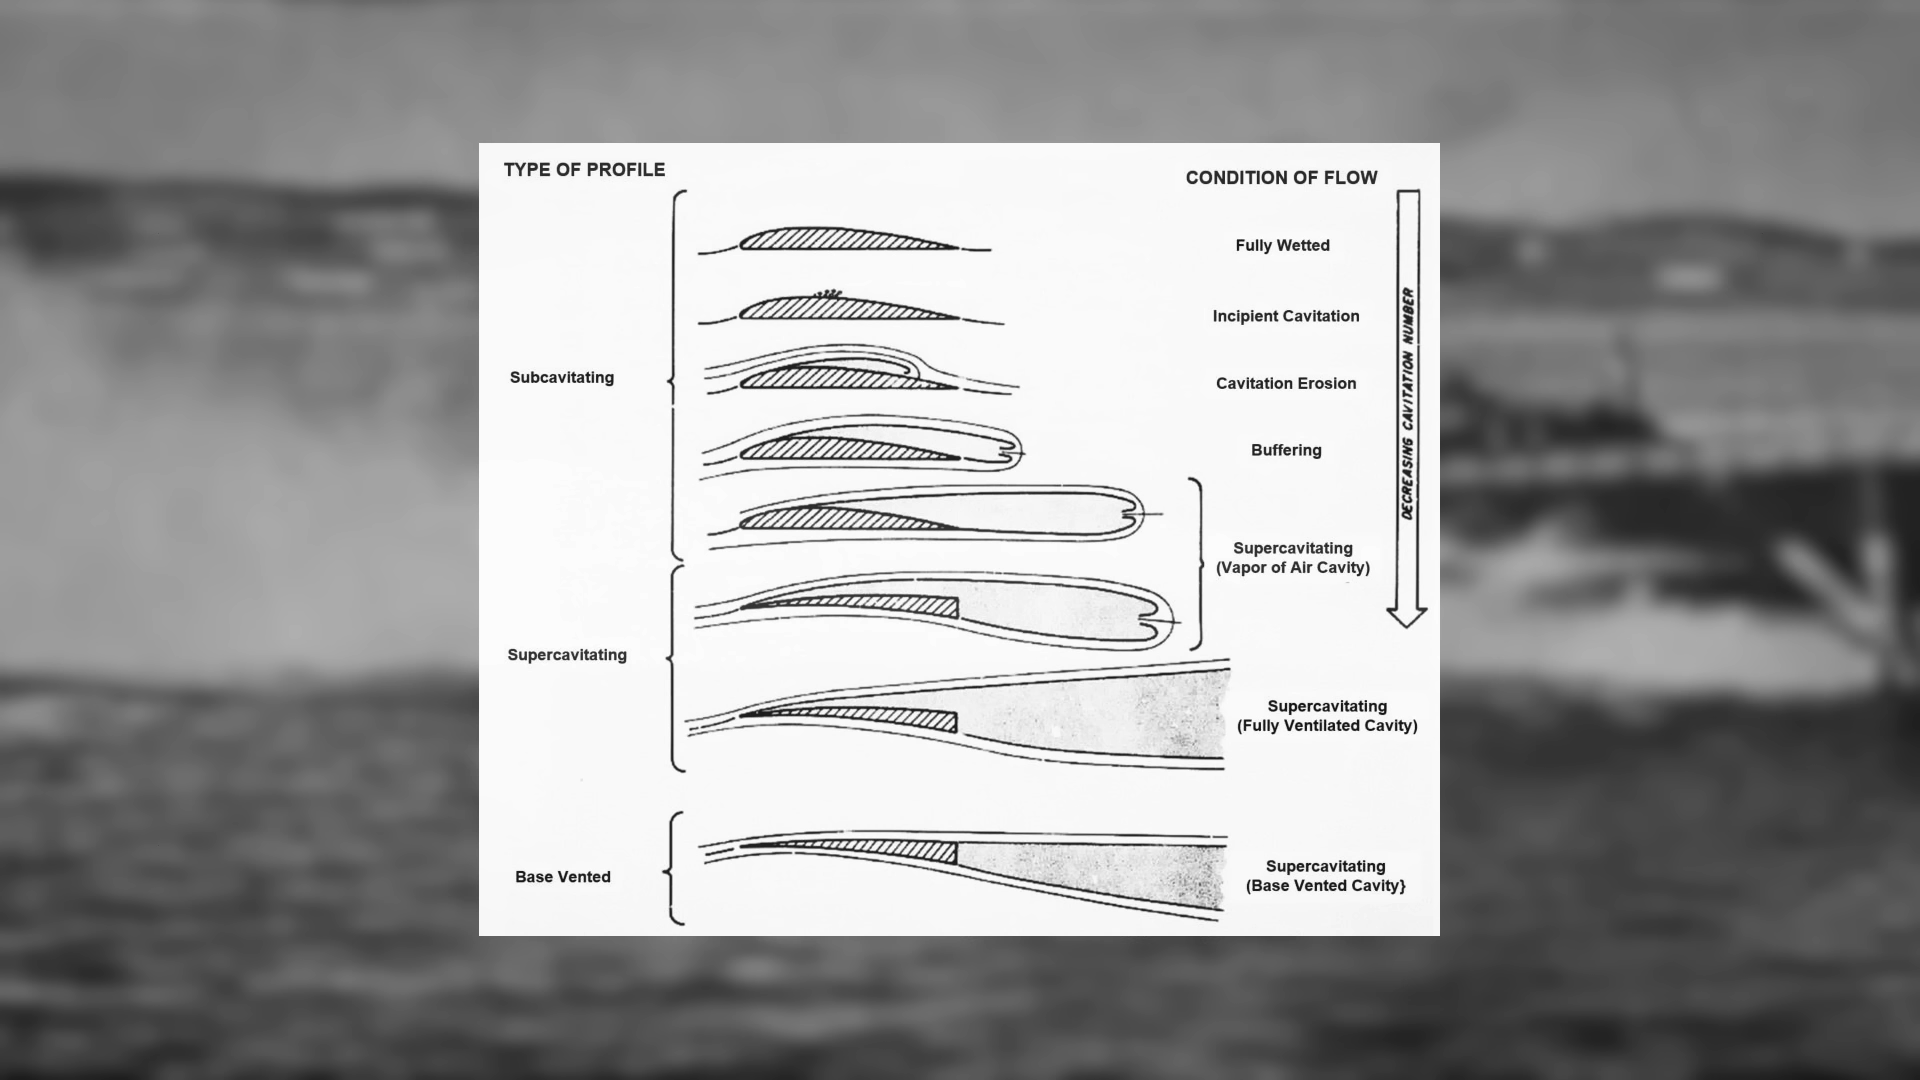 TYPE OF PROFILE
CONDITION OF FLOW
Fully Wetted
Incipient Cavitation
Subcavitating
Cavitation Erosion
Buffering
DECREASING CAVITATION NUMBER
Supercavitating
(Vapor of Air Cavity)
Supercavitating
Supercavitating
(Fully Ventilated Cavity)
Base Vented
Supercavitating
(Base Vented Cavity}